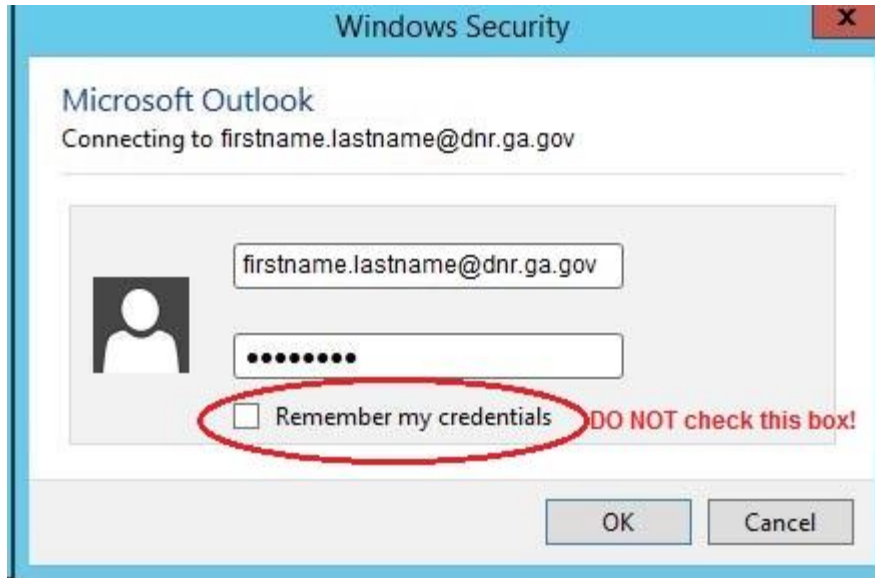 Windows Security
x
Microsoft Outlook
Connecting to firstname.lastname@dnr.ga.gov
firstname.lastname@dnr.ga.gov
●●●●●●●●
Remember my credentials DO NOT check this box!
OK Cancel